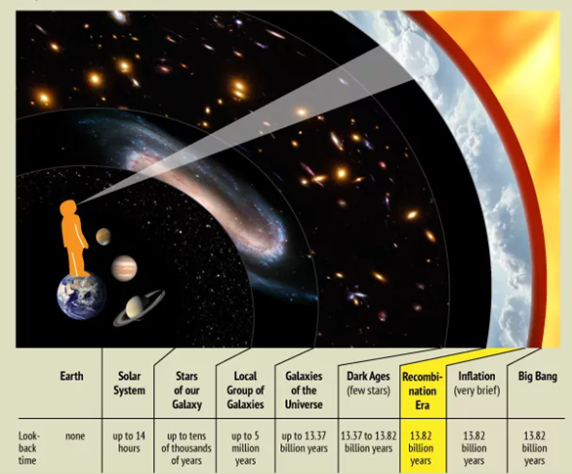 Earth
Solar
System
Stars
of our
Galaxy
Local
Group of
Galaxies
Galaxies
of the
Universe
Dark Ages
(few stars)
Recombi-
nation
Era
Inflation
(very brief)
Big Bang
Look-
back
time
none
up to 14
hours
up to tens
of thousands
of years
up to 5
million
years
up to 13.37
billion years
13.37 to 13.82
billion years
13.82
billion
years
13.82
billion
years
13.82
billion
years